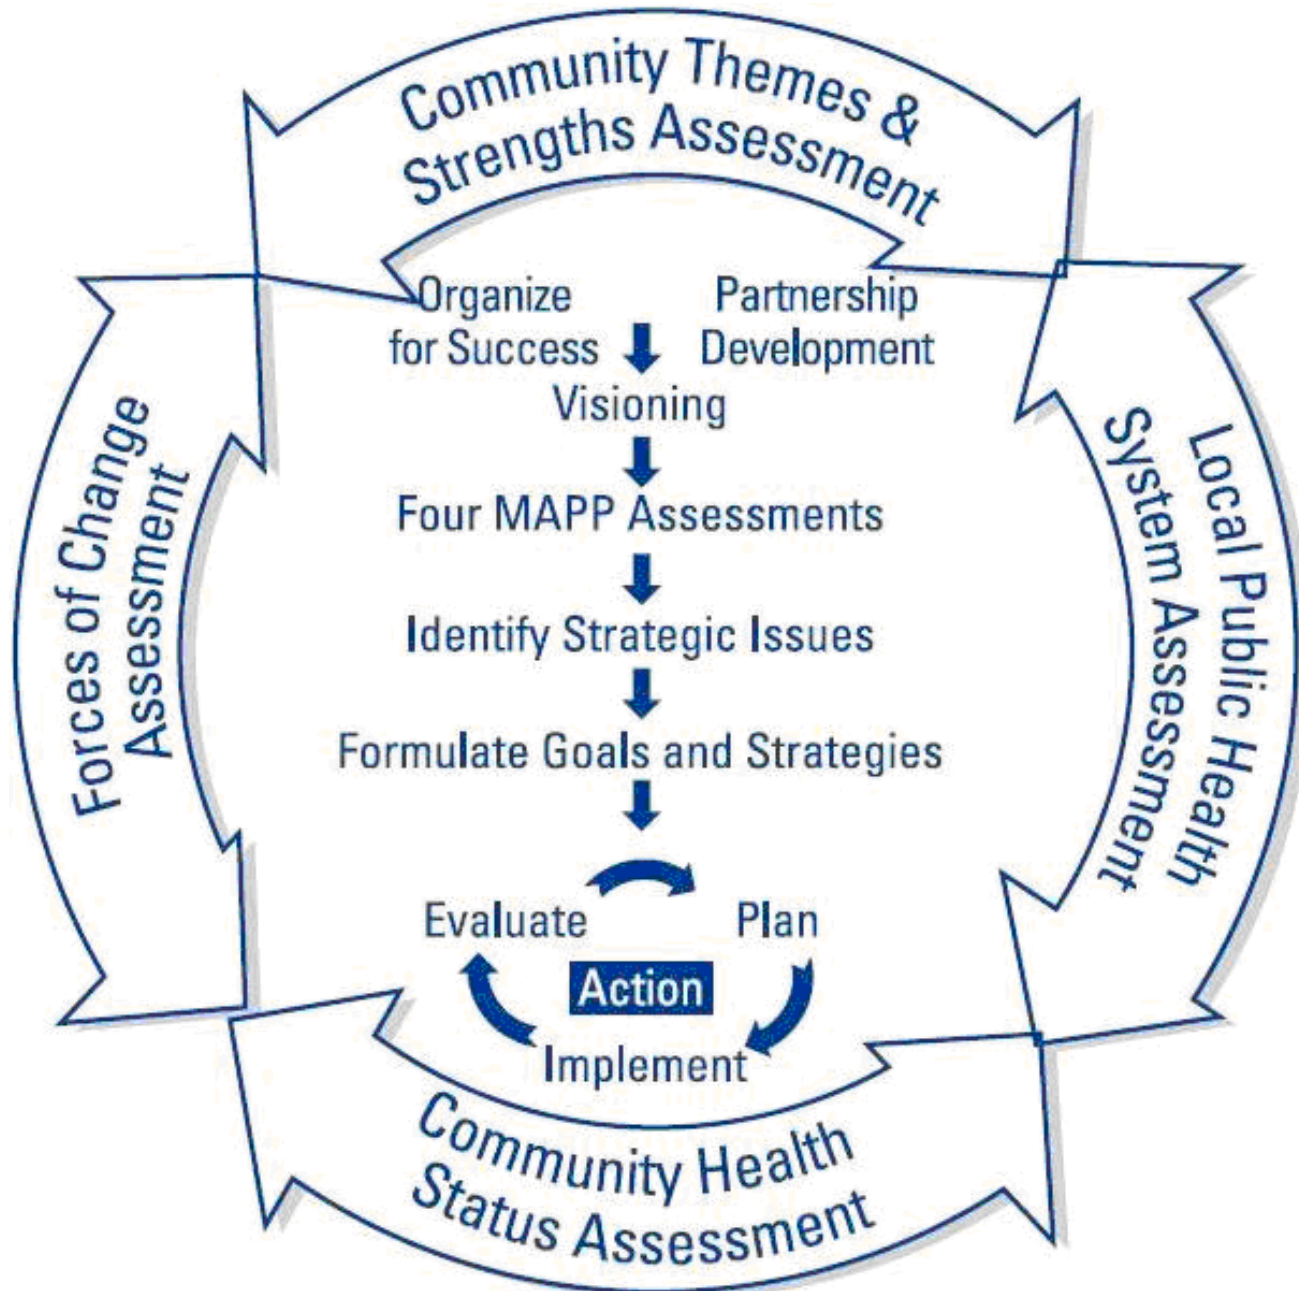 Community Themes &
Strengths Assessment
Organize
for Success
Partnership
Development
Visioning
Four MAPP Assessments
Identify Strategic Issues
Formulate Goals and Strategies
Evaluate
Plan
Action
Implement
Forces of Change
Assessment
Local Public Health
System Assessment
Community Health
Status Assessment